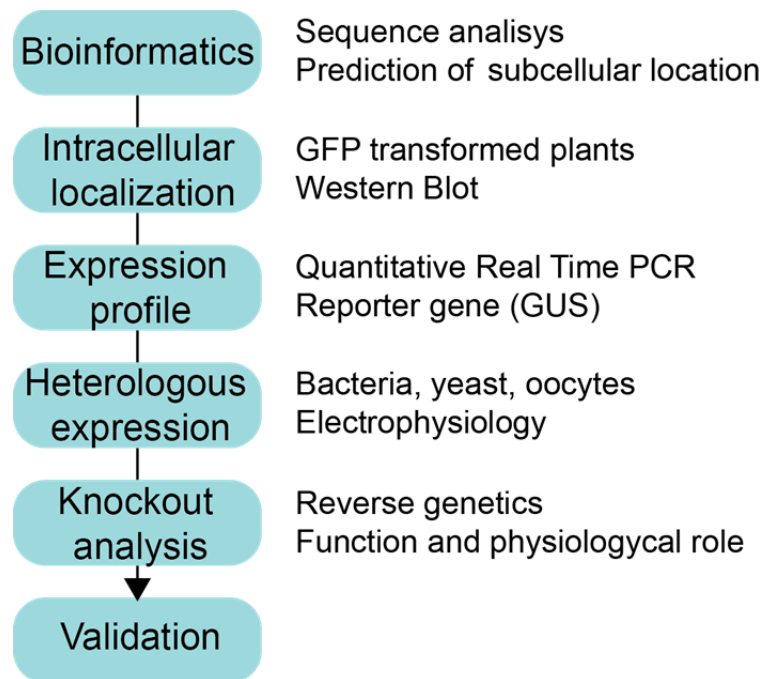 Bioinformatics
Sequence analisys
Prediction of subcellular location
Intracellular
localization
GFP transformed plants
Western Blot
Expression
profile
Quantitative Real Time PCR
Reporter gene (GUS)
Heterologous
expression
Bacteria, yeast, oocytes
Electrophysiology
Knockout
analysis
Reverse genetics
Function and physiologycal role
Validation